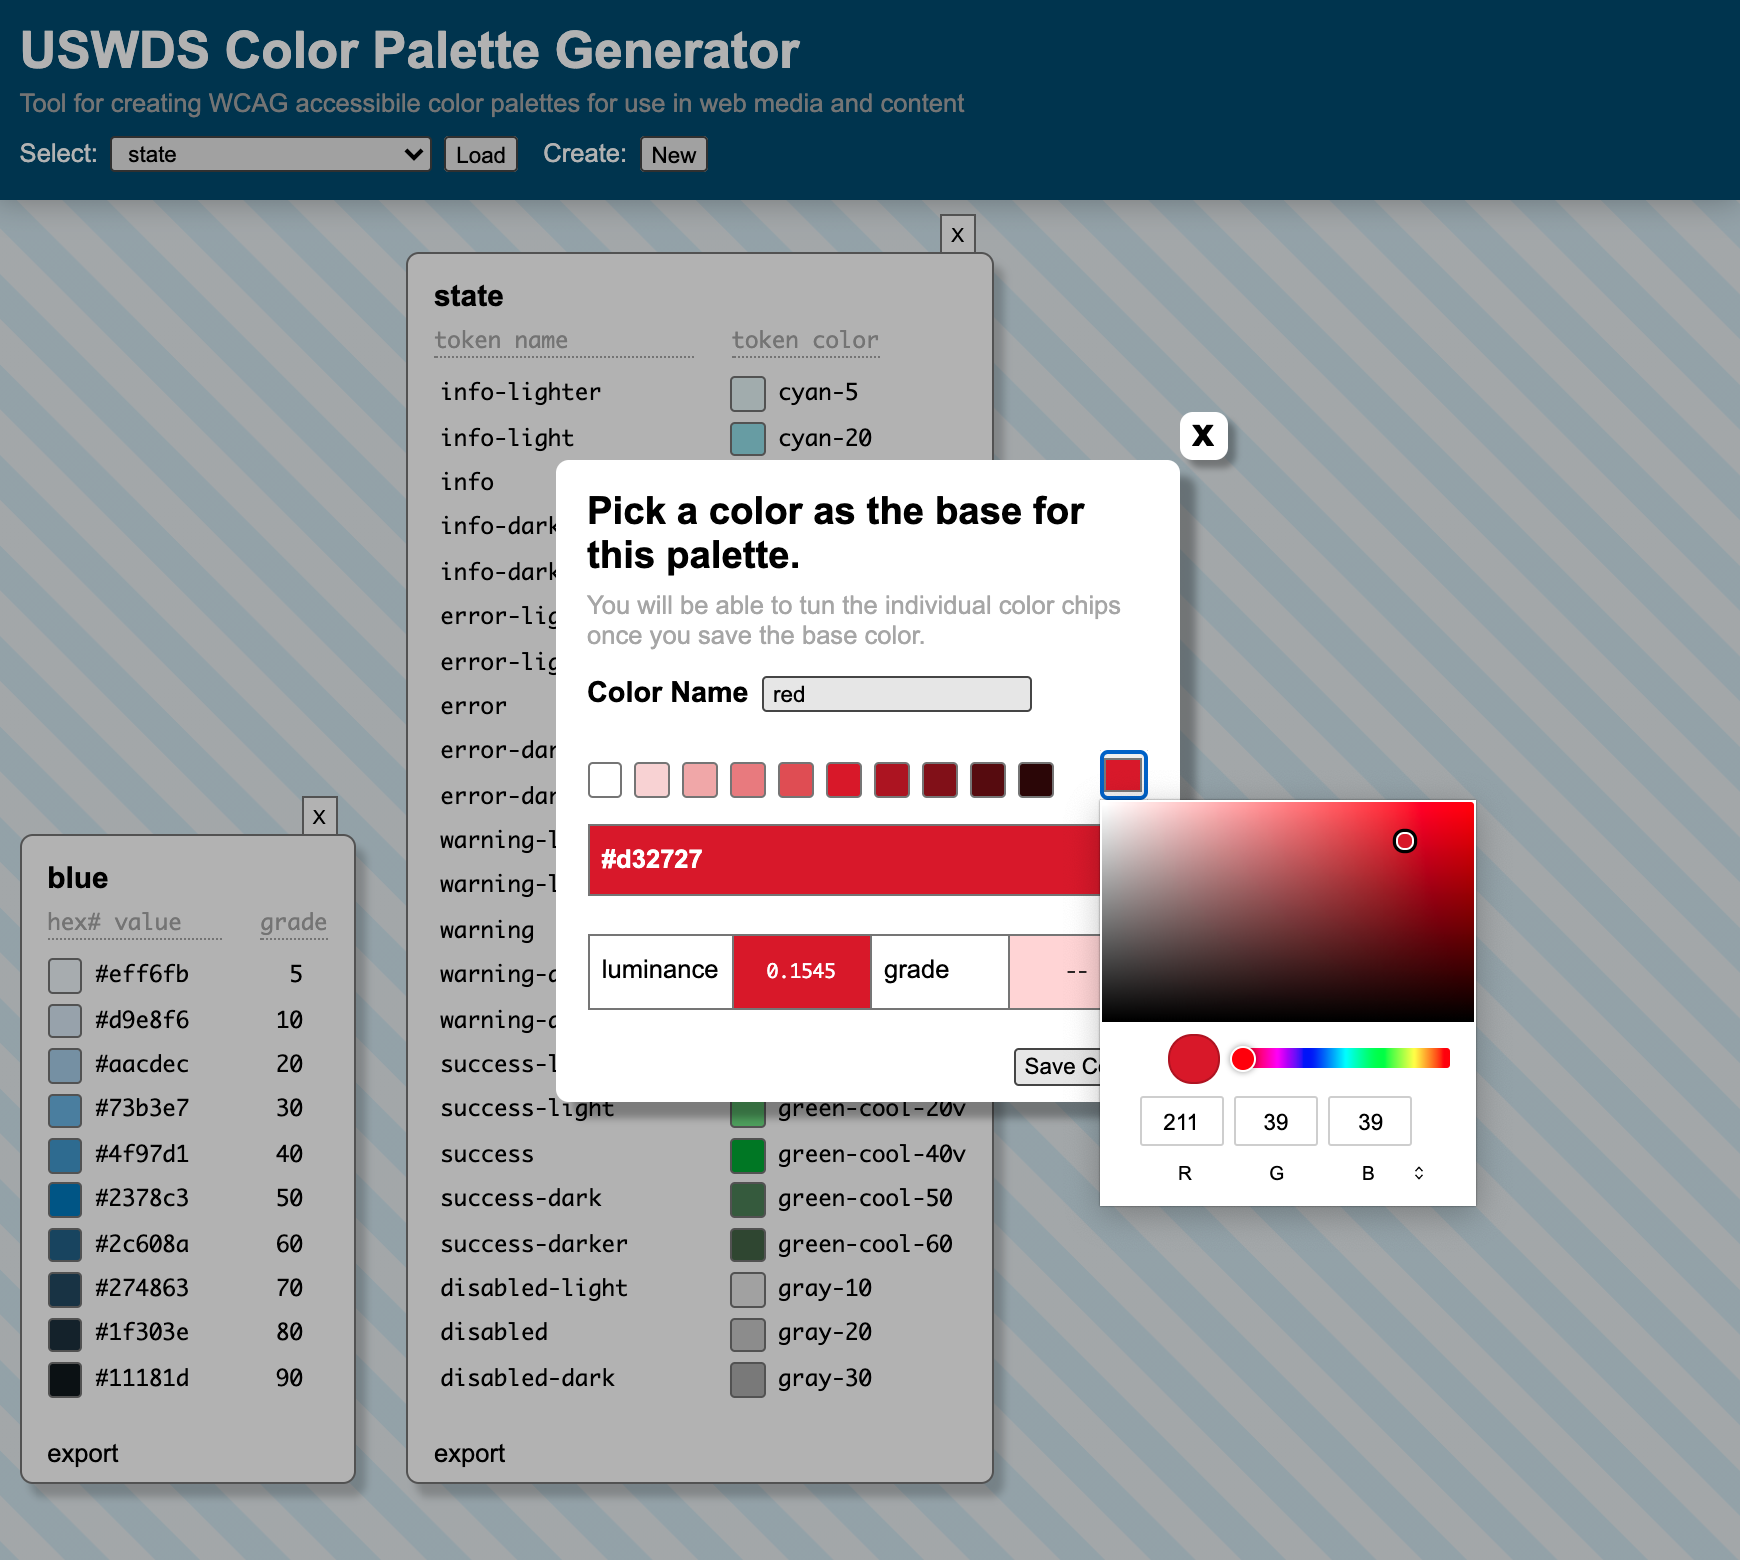 USWDS Color Palette Generator
Tool for creating WCAG accessibile color palettes for use in web media and content
Select: state Load Create: New
X
state
token name token color
info-lighter cyan-5
info-light cyan-20
info
info-dark
info-dark
error-lig
error-lig
error
error-dar
error-dar
warning-l
warning-l
warning
warning-d
warning-d
success-l
success-light green-cool-20v
success green-cool-40v
success-dark green-cool-50
success-darker green-cool-60
disabled-light gray-10
disabled gray-20
disabled-dark gray-30
export
X
Pick a color as the base for
this palette.
You will be able to tun the individual color chips
once you save the base color.
Color Name red
#d32727
luminance 0.1545 grade --
Save Co
211 39 39
R G B
X
blue
hex# value grade
#eff6fb 5
#d9e8f6 10
#aacdec 20
#73b3e7 30
#4f97d1 40
#2378c3 50
#2c608a 60
#274863 70
#1f303e 80
#11181d 90
export